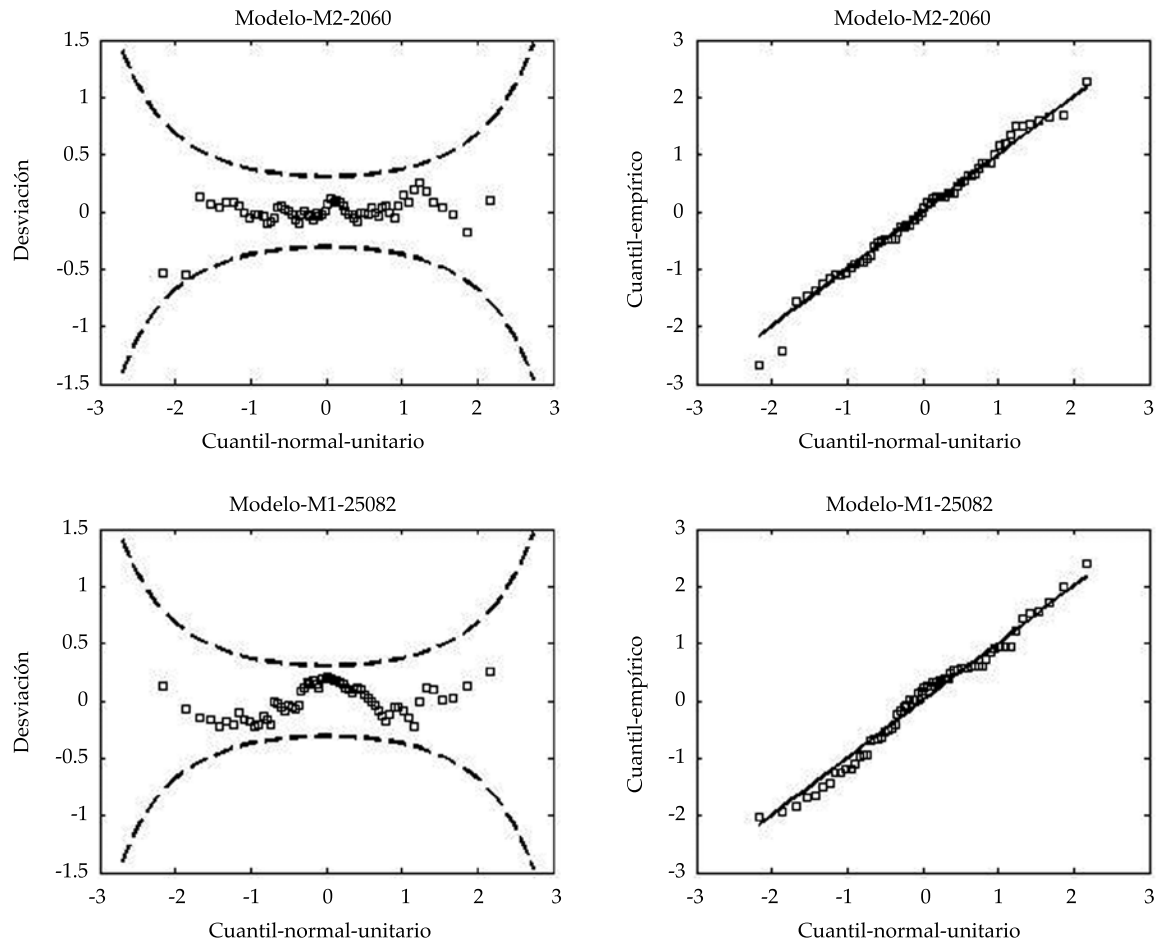 Modelo-M2-2060
1.5
1
0.5
0
-0.5
-1
-1.5
Desviación
-3 -2 -1 0 1 2 3
Cuantil-normal-unitario
Modelo-M2-2060
3
2
1
0
-1
-2
-3
Cuantil-empírico
-3 -2 -1 0 1 2 3
Cuantil-normal-unitario
Modelo-M1-25082
1.5
1
0.5
0
-0.5
-1
-1.5
Desviación
-3 -2 -1 0 1 2 3
Cuantil-normal-unitario
Modelo-M1-25082
3
2
1
0
-1
-2
-3
Cuantil-empírico
-3 -2 -1 0 1 2 3
Cuantil-normal-unitario